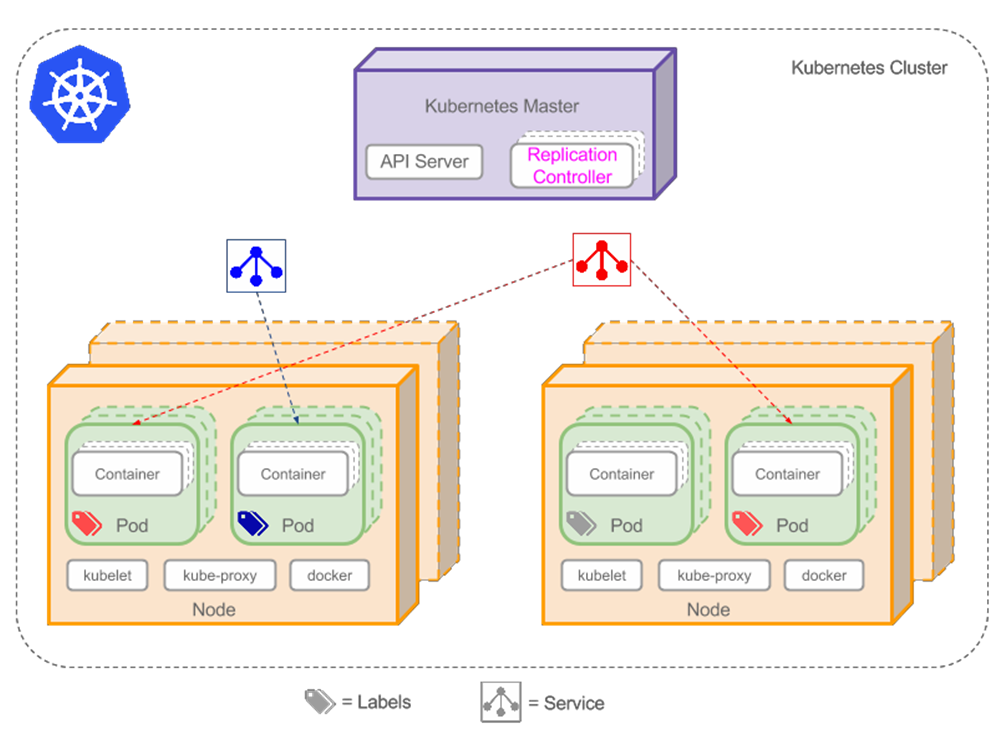 Kubernetes Cluster
Kubernetes Master
API Server
Replication
Controller
Container
Pod
Container
Pod
kubelet
kube-proxy
docker
Node
Container
Pod
Container
Pod
kubelet
kube-proxy
docker
Node
= Labels
= Service